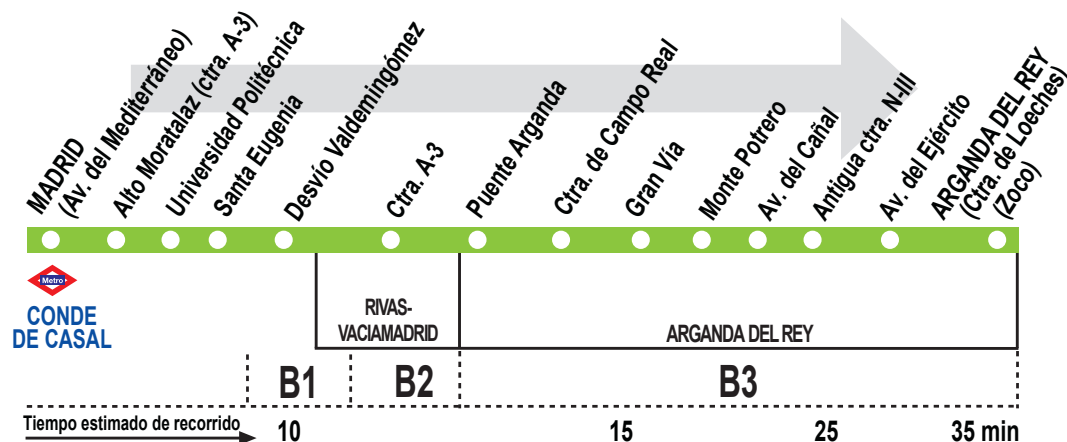 MADRID
(Av. del Mediterráneo)
Alto Moratalaz (ctra. A-3)
Universidad Politécnica
Santa Eugenia
Desvío Valdemingómez
Ctra. A-3
Puente Arganda
Ctra. de Campo Real
Gran Vía
Monte Potrero
Av. del Cañal
Antigua ctra. N-III
Av. del Ejército
ARGANDA DEL REY
(Ctra. de Loeches)
(Zoco)
Metro
CONDE
DE CASAL
RIVAS-
VACIAMADRID
ARGANDA DEL REY
B1 B2 B3
Tiempo estimado de recorrido 10 15 25 35 min